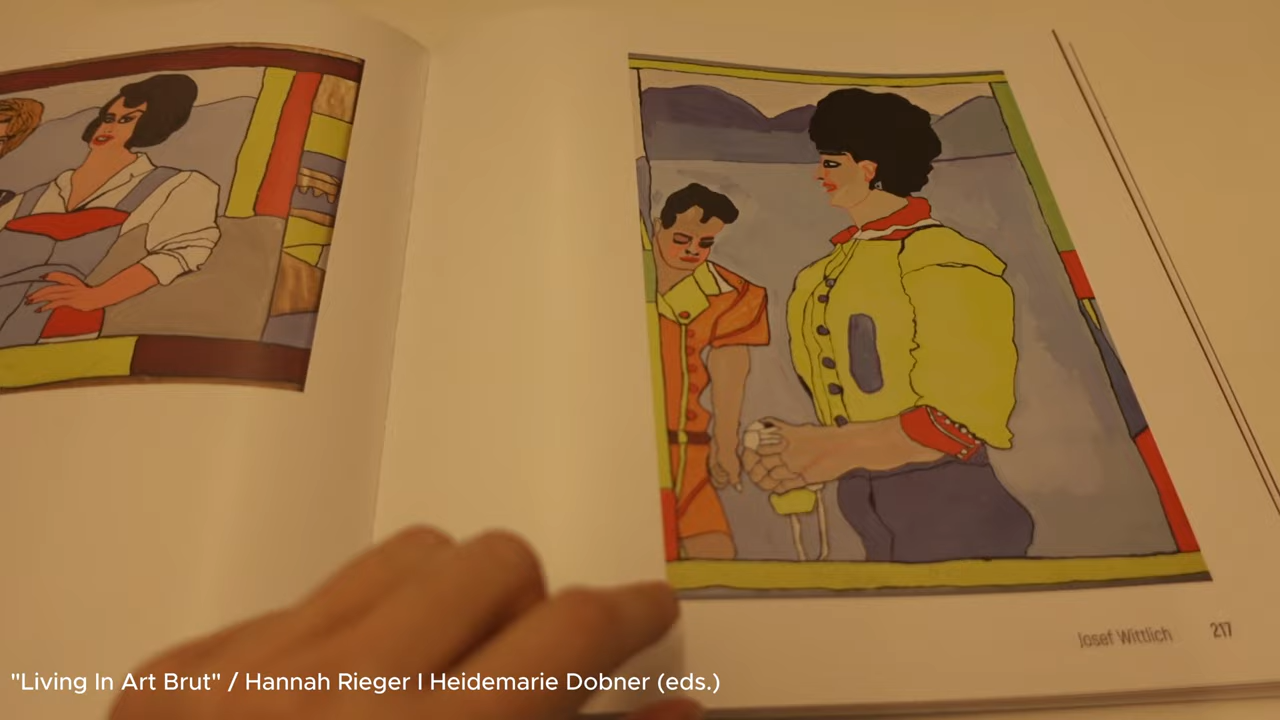 Josef Wittlich 217
"Living In Art Brut" / Hannah Rieger I Heidemarie Dobner (eds.)